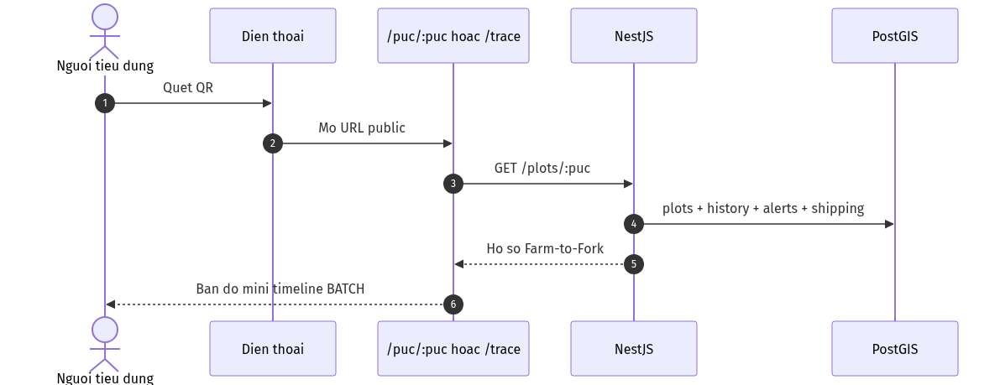 Nguoi tieu dung
Dien thoai
/puc/:puc hoac /trace
NestJS
PostGIS
Quet QR
1
Mo URL public
2
GET /plots/:puc
3
plots + history + alerts + shipping
4
Ho so Farm-to-Fork
5
Ban do mini timeline BATCH
6
Nguoi tieu dung
Dien thoai
/puc/:puc hoac /trace
NestJS
PostGIS